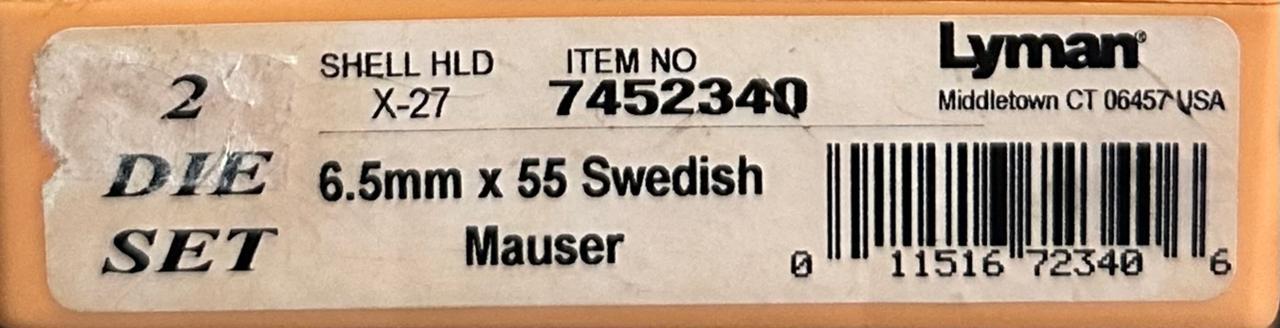 2
DIE
SET
SHELL HLD
X-27
ITEM NO
7452340
Lyman®
Middletown CT 06457 USA
6.5mm x 55 Swedish
Mauser
0 11516 72340 6